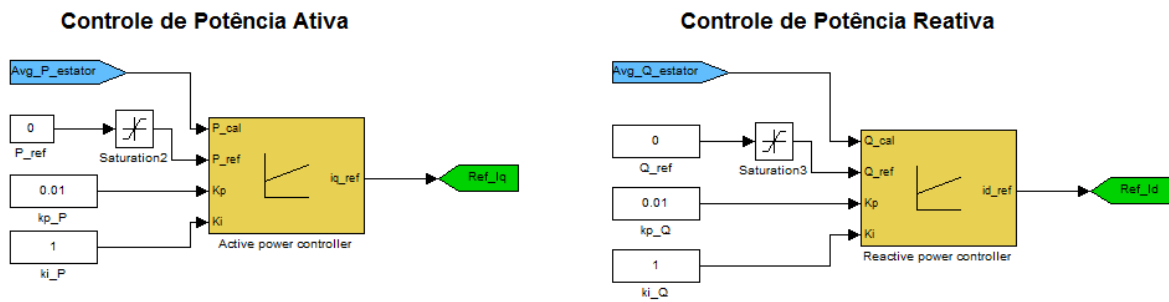 Controle de Potência Ativa
Avg_P_estator
0
P_ref
Saturation2
0.01
kp_P
1
ki_P
P_cal
P_ref
Kp
Ki
iq_ref
Active power controller
Ref_Iq
Controle de Potência Reativa
Avg_Q_estator
0
Q_ref
Saturation3
0.01
kp_Q
1
ki_Q
Q_cal
Q_ref
Kp
Ki
id_ref
Reactive power controller
Ref_Id